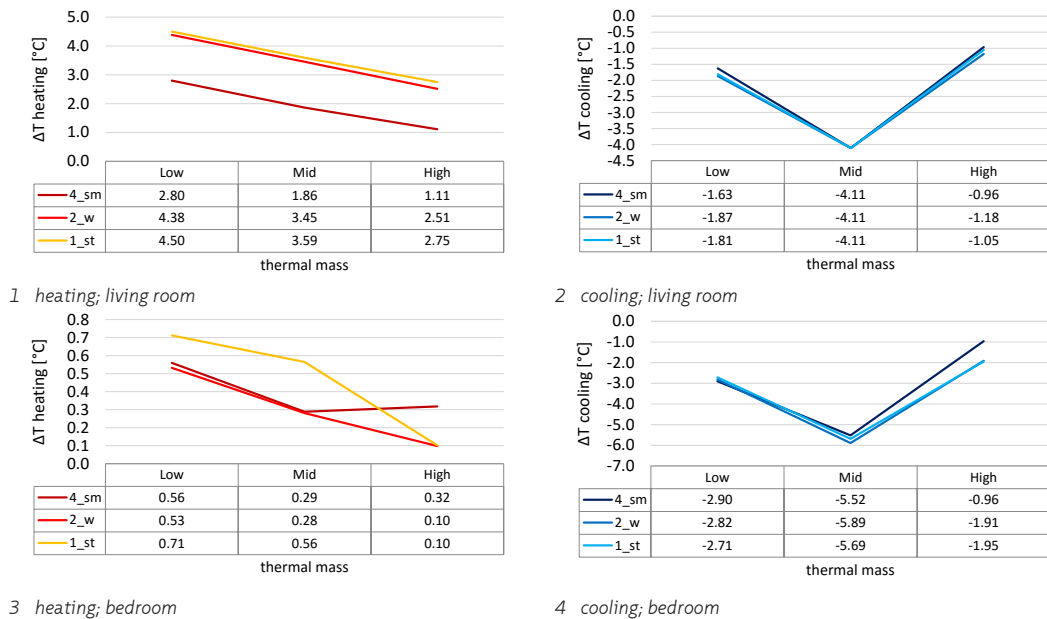 ΔT heating [°C]
5.0
4.0
3.0
2.0
1.0
0.0
Low Mid High
4_sm 2.80 1.86 1.11
2_w 4.38 3.45 2.51
1_st 4.50 3.59 2.75
thermal mass
1 heating; living room
ΔT cooling [°C]
0.0
-0.5
-1.0
-1.5
-2.0
-2.5
-3.0
-3.5
-4.0
-4.5
Low Mid High
4_sm -1.63 -4.11 -0.96
2_w -1.87 -4.11 -1.18
1_st -1.81 -4.11 -1.05
thermal mass
2 cooling; living room
ΔT heating [°C]
0.8
0.7
0.6
0.5
0.4
0.3
0.2
0.1
0.0
Low Mid High
4_sm 0.56 0.29 0.32
2_w 0.53 0.28 0.10
1_st 0.71 0.56 0.10
thermal mass
3 heating; bedroom
ΔT cooling [°C]
0.0
-1.0
-2.0
-3.0
-4.0
-5.0
-6.0
-7.0
Low Mid High
4_sm -2.90 -5.52 -0.96
2_w -2.82 -5.89 -1.91
1_st -2.71 -5.69 -1.95
thermal mass
4 cooling; bedroom